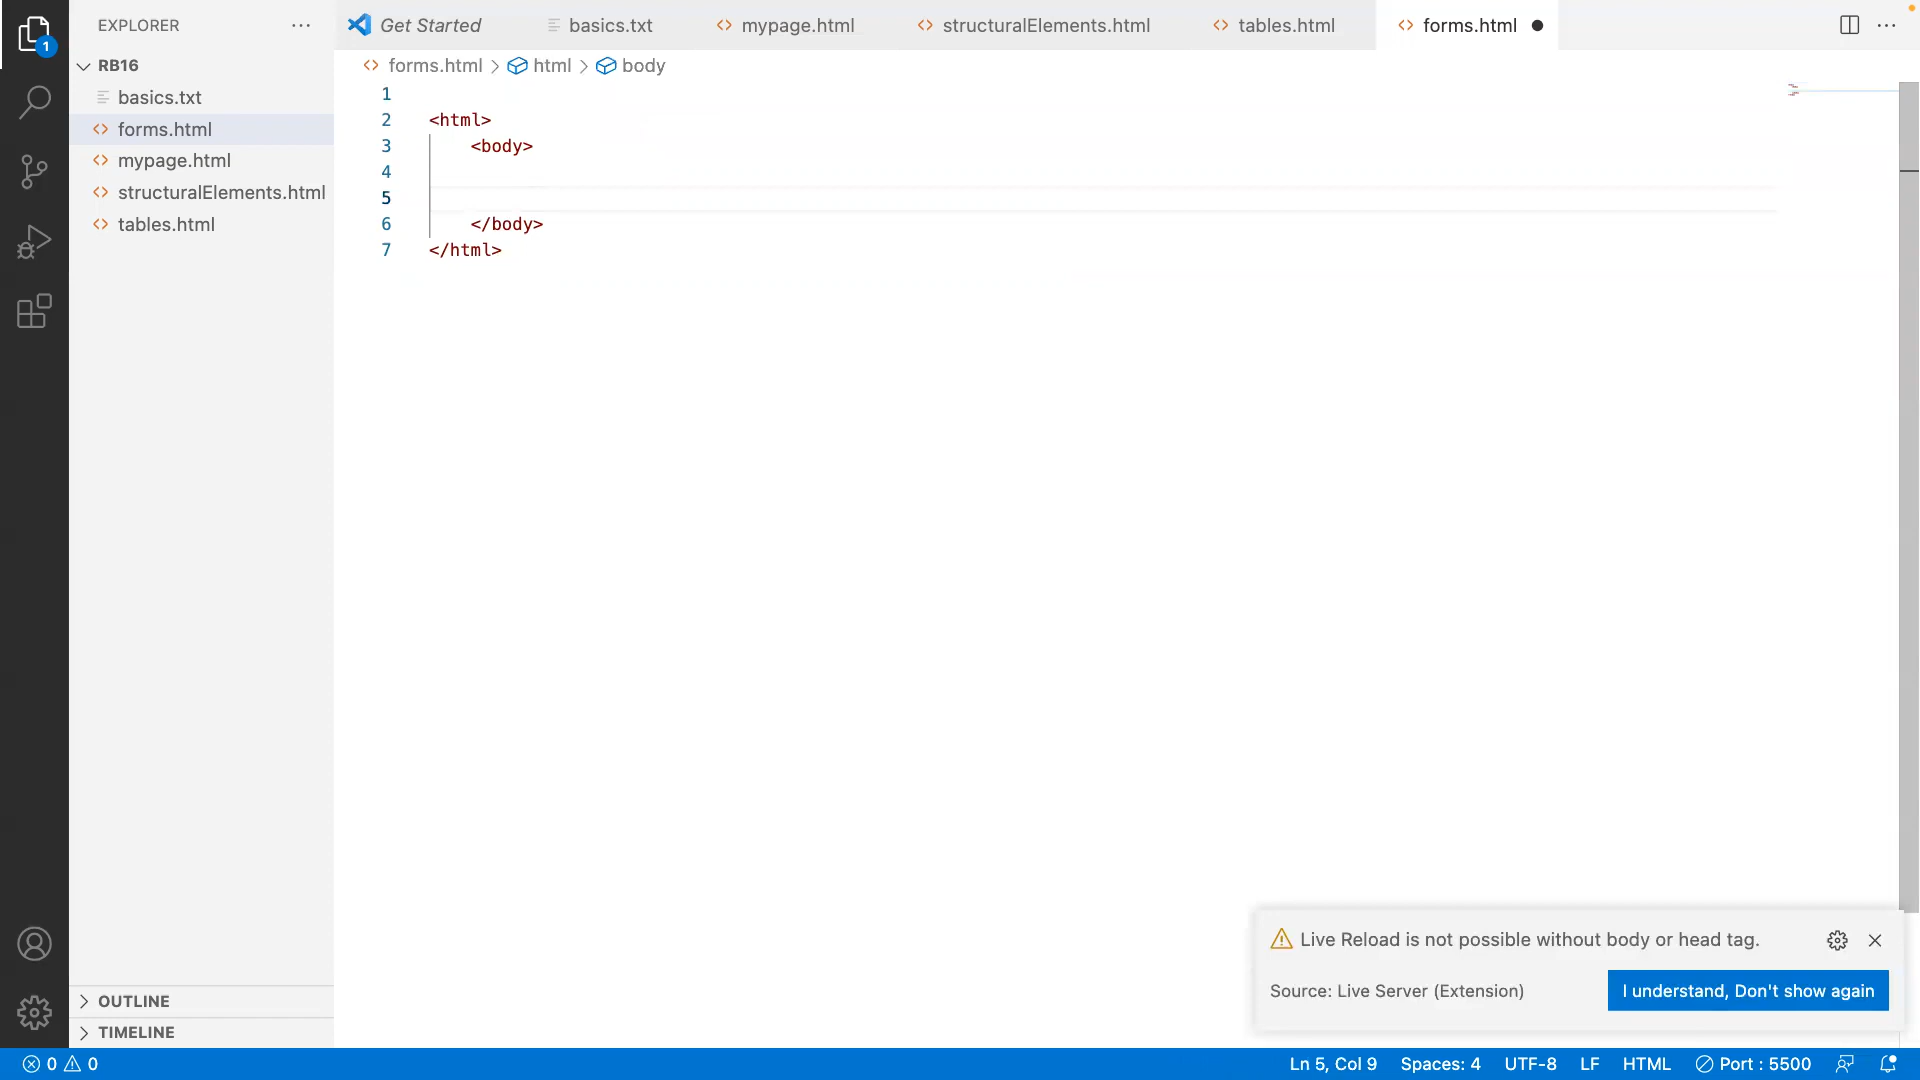 EXPLORER
Get Started
basics.txt
mypage.html
structuralElements.html
tables.html
forms.html
RB16
forms.html
html
body
basics.txt
forms.html
mypage.html
structuralElements.html
tables.html
1
2 <html>
3 <body>
4
5
6 </body>
7 </html>
Live Reload is not possible without body or head tag.
Source: Live Server (Extension)
I understand, Don't show again
OUTLINE
TIMELINE
1
0 0
Ln 5, Col 9 Spaces: 4 UTF-8 LF HTML Port : 5500